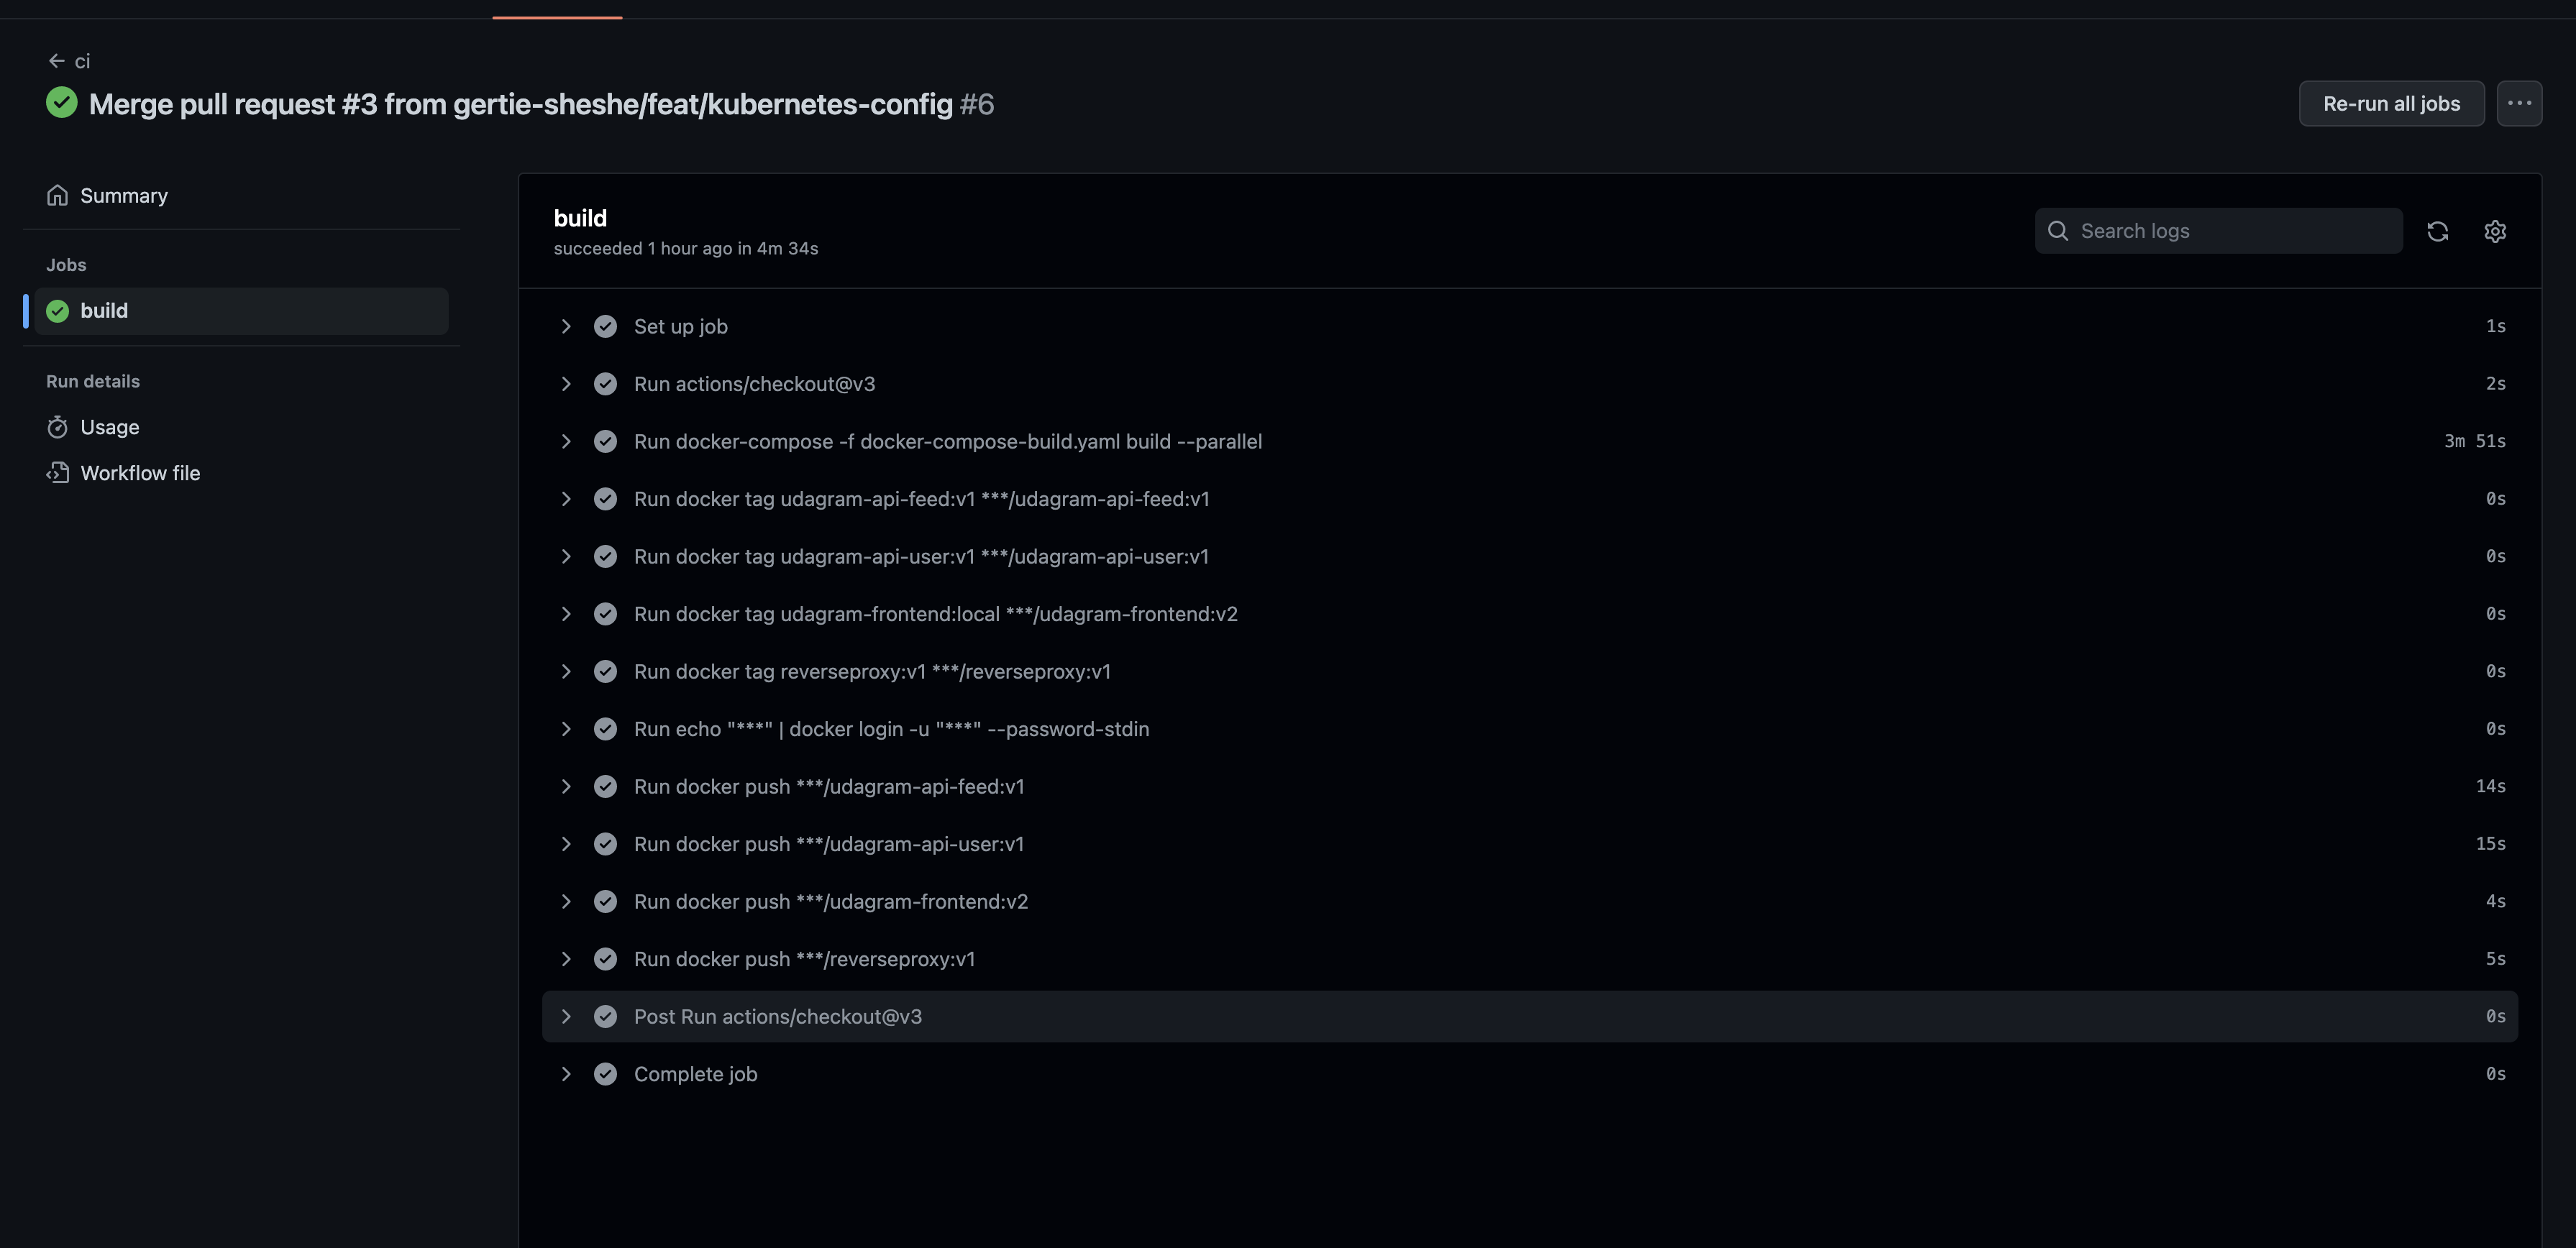 ci
Merge pull request #3 from gertie-sheshe/feat/kubernetes-config #6
Re-run all jobs
Summary
Jobs
build
Run details
Usage
Workflow file
build
succeeded 1 hour ago in 4m 34s
Search logs
Set up job 1s
Run actions/checkout@v3 2s
Run docker-compose -f docker-compose-build.yaml build --parallel 3m 51s
Run docker tag udagram-api-feed:v1 ***/udagram-api-feed:v1 0s
Run docker tag udagram-api-user:v1 ***/udagram-api-user:v1 0s
Run docker tag udagram-frontend:local ***/udagram-frontend:v2 0s
Run docker tag reverseproxy:v1 ***/reverseproxy:v1 0s
Run echo "***" | docker login -u "***" --password-stdin 0s
Run docker push ***/udagram-api-feed:v1 14s
Run docker push ***/udagram-api-user:v1 15s
Run docker push ***/udagram-frontend:v2 4s
Run docker push ***/reverseproxy:v1 5s
Post Run actions/checkout@v3 0s
Complete job 0s